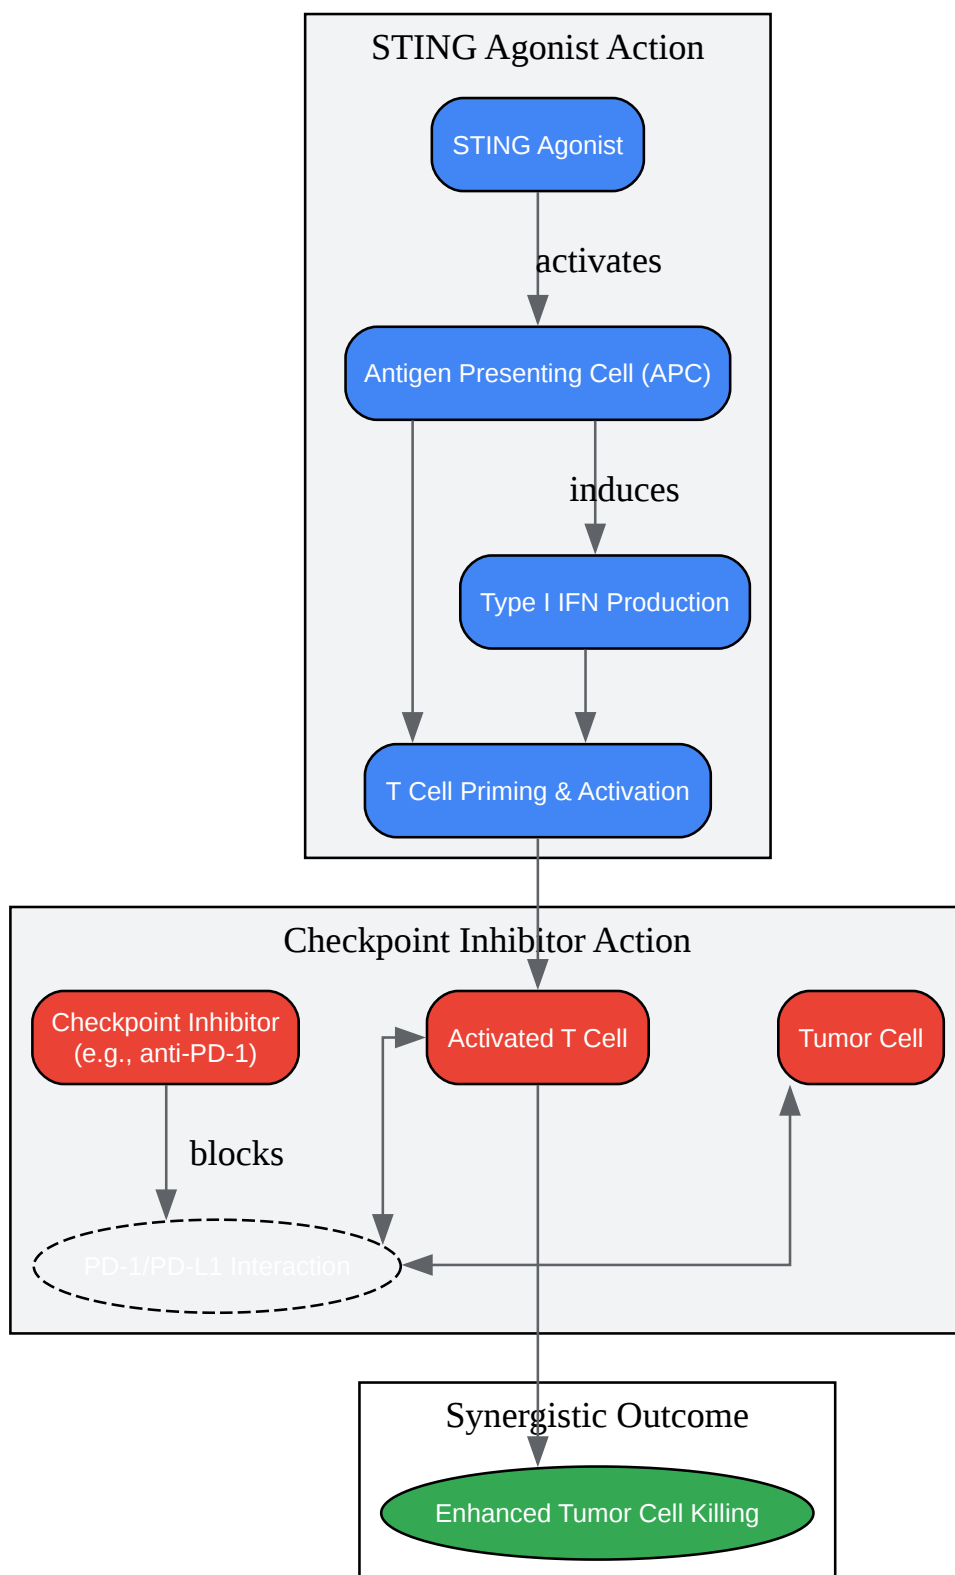 STING Agonist Action
STING Agonist
activates
Antigen Presenting Cell (APC)
induces
Type I IFN Production
T Cell Priming & Activation
Checkpoint Inhibitor Action
Checkpoint Inhibitor
(e.g., anti-PD-1)
Activated T Cell
Tumor Cell
blocks
PD-1/PD-L1 Interaction
Synergistic Outcome
Enhanced Tumor Cell Killing